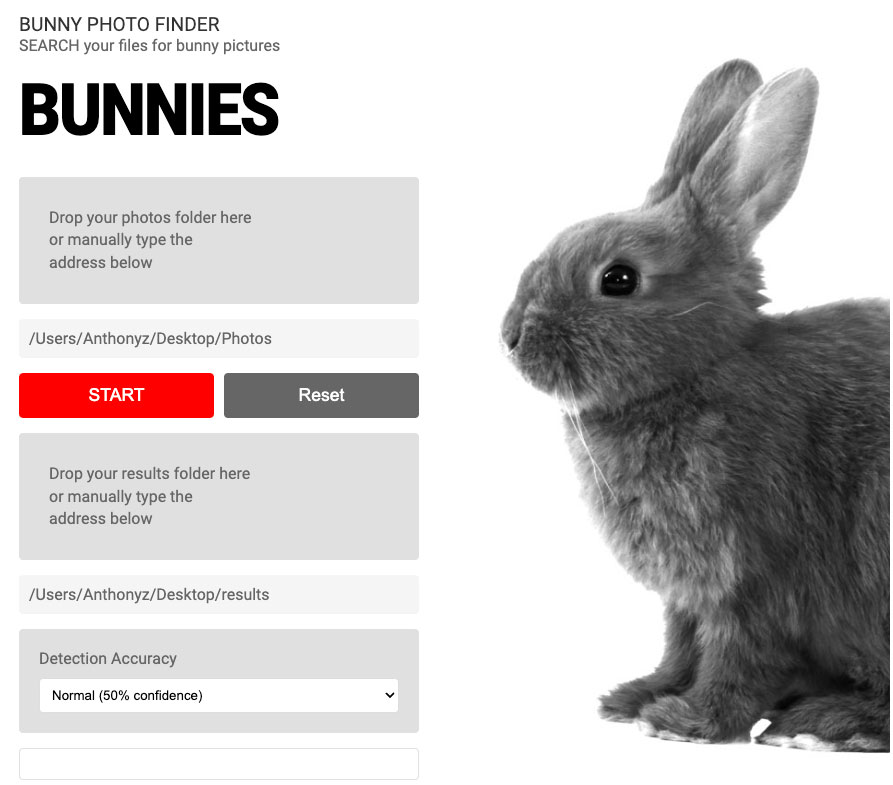 BUNNY PHOTO FINDER
SEARCH your files for bunny pictures
BUNNIES
Drop your photos folder here
or manually type the
address below
/Users/Anthonyz/Desktop/Photos
START
Reset
Drop your results folder here
or manually type the
address below
/Users/Anthonyz/Desktop/results
Detection Accuracy
Normal (50% confidence)